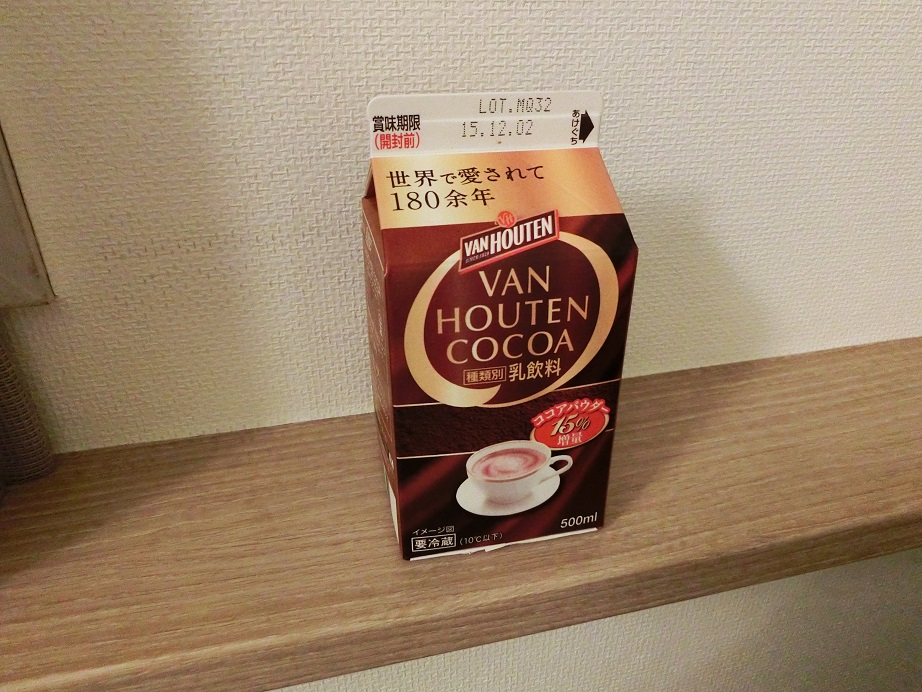 LOT.MQ32
賞味期限
(開封前)
15.12.02
あけぐち
世界で愛されて
180余年
VAN HOUTEN
VAN
HOUTEN
COCOA
種類別 乳飲料
ココアパウダー
15%
増量
イメージ図
要冷蔵 (10℃以下)
500ml